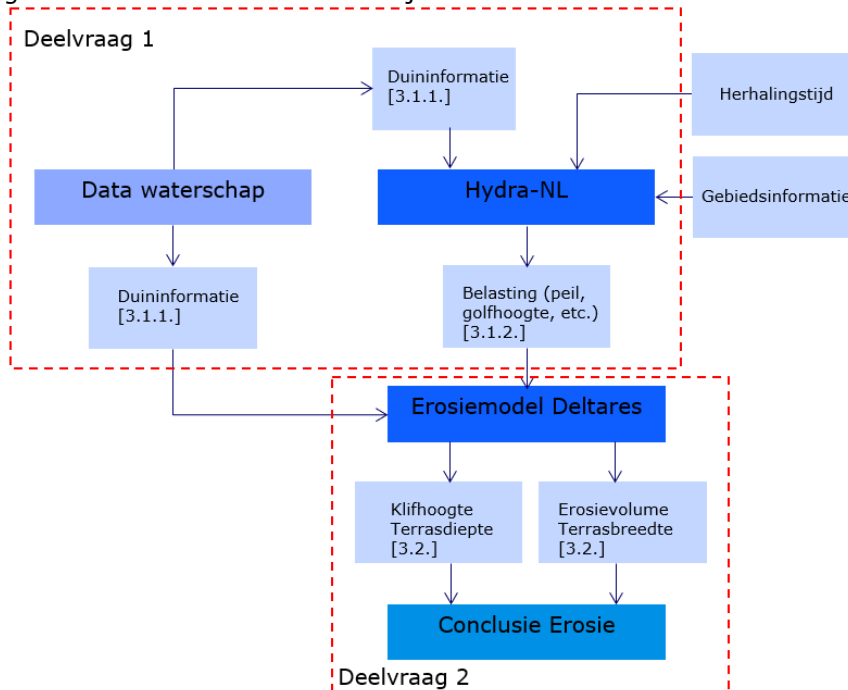 Deelvraag 1
Duininformatie
[3.1.1.]
Herhalingstijd
Data waterschap
Hydra-NL
Gebiedsinformatie
Duininformatie
[3.1.1.]
Belasting (peil,
golfhoogte, etc.)
[3.1.2.]
Erosiemodel Deltares
Klifhoogte
Terrasdiepte
[3.2.]
Erosievolume
Terrasbreedte
[3.2.]
Conclusie Erosie
Deelvraag 2